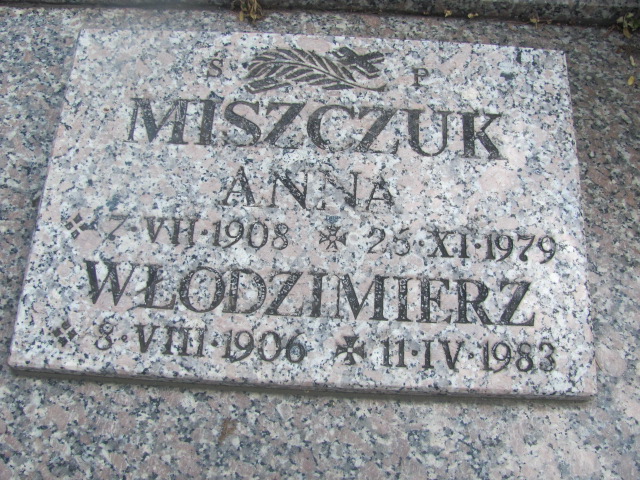 S P
MISZCZUK
ANNA
7·VII·1908 25·XI·1979
WŁODZIMIERZ
8·VIII·1906 11·IV·1983